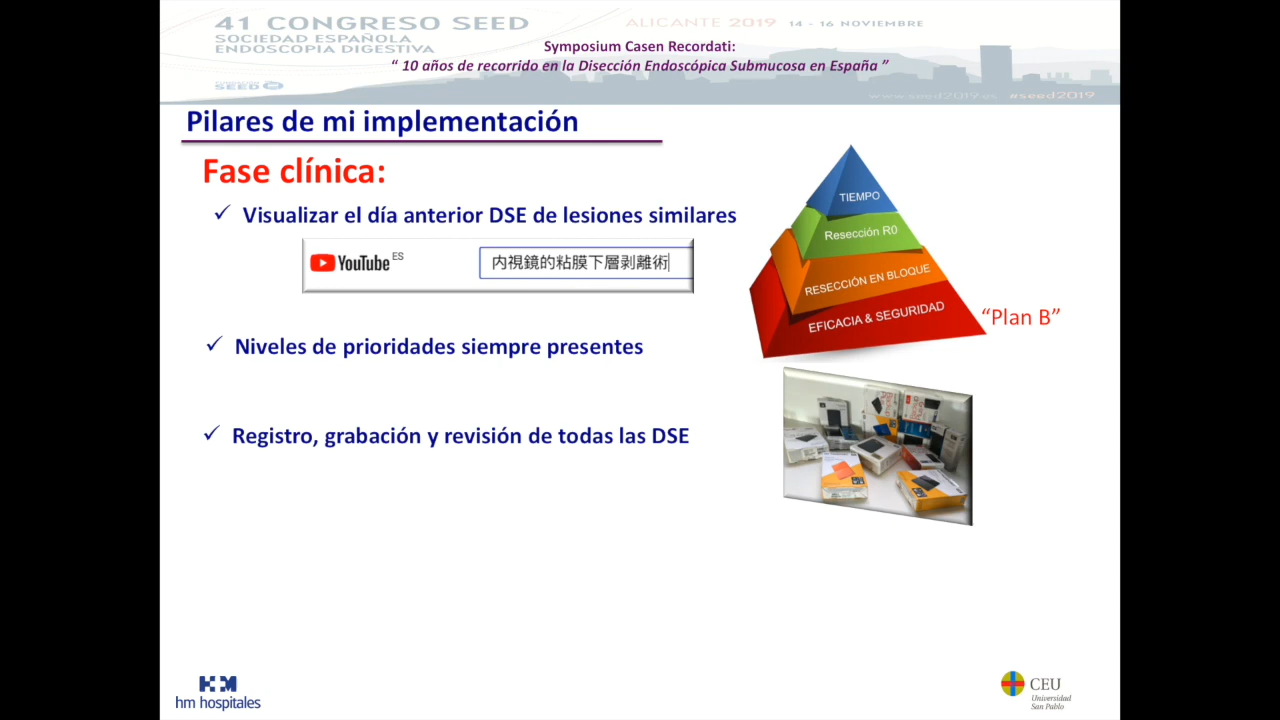 41 CONGRESO SEED
SOCIEDAD ESPAÑOLA
ENDOSCOPIA DIGESTIVA
ALICANTE 2019 14 - 16 NOVIEMBRE
Symposium Casen Recordati:
“ 10 años de recorrido en la Disección Endoscópica Submucosa en España ”
SEED
www.seed2019.es #seed2019
Pilares de mi implementación
Fase clínica:
✓ Visualizar el día anterior DSE de lesiones similares
YouTube ES
内視鏡的粘膜下層剥離術
TIEMPO
Resección R0
RESECCIÓN EN BLOQUE
EFICACIA & SEGURIDAD
“Plan B”
✓ Niveles de prioridades siempre presentes
✓ Registro, grabación y revisión de todas las DSE
HM
hm hospitales
CEU
Universidad
San Pablo